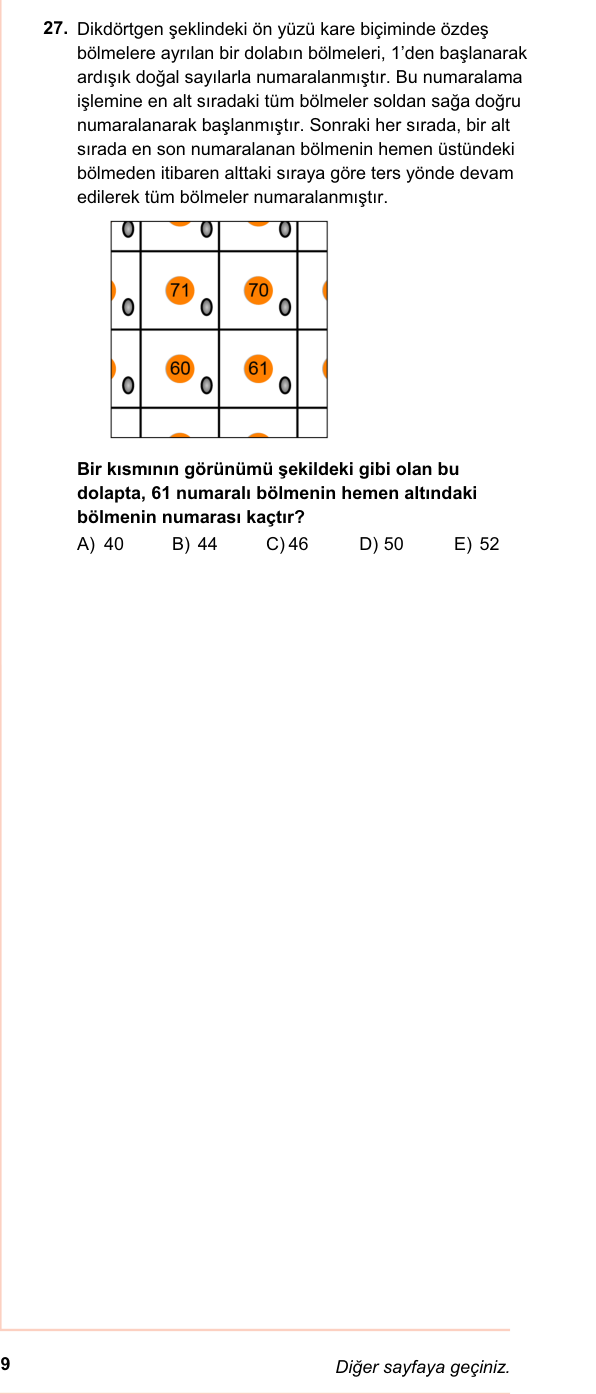 27. Dikdörtgen şeklindeki ön yüzü kare biçiminde özdeş
bölmelere ayrılan bir dolabın bölmeleri, 1’den başlanarak
ardışık doğal sayılarla numaralanmıştır. Bu numaralama
işlemine en alt sıradaki tüm bölmeler soldan sağa doğru
numaralanarak başlanmıştır. Sonraki her sırada, bir alt
sırada en son numaralanan bölmenin hemen üstündeki
bölmeden itibaren alttaki sıraya göre ters yönde devam
edilerek tüm bölmeler numaralanmıştır.
71 70
60 61
Bir kısmının görünümü şekildeki gibi olan bu
dolapta, 61 numaralı bölmenin hemen altındaki
bölmenin numarası kaçtır?
A) 40 B) 44 C) 46 D) 50 E) 52
9 Diğer sayfaya geçiniz.